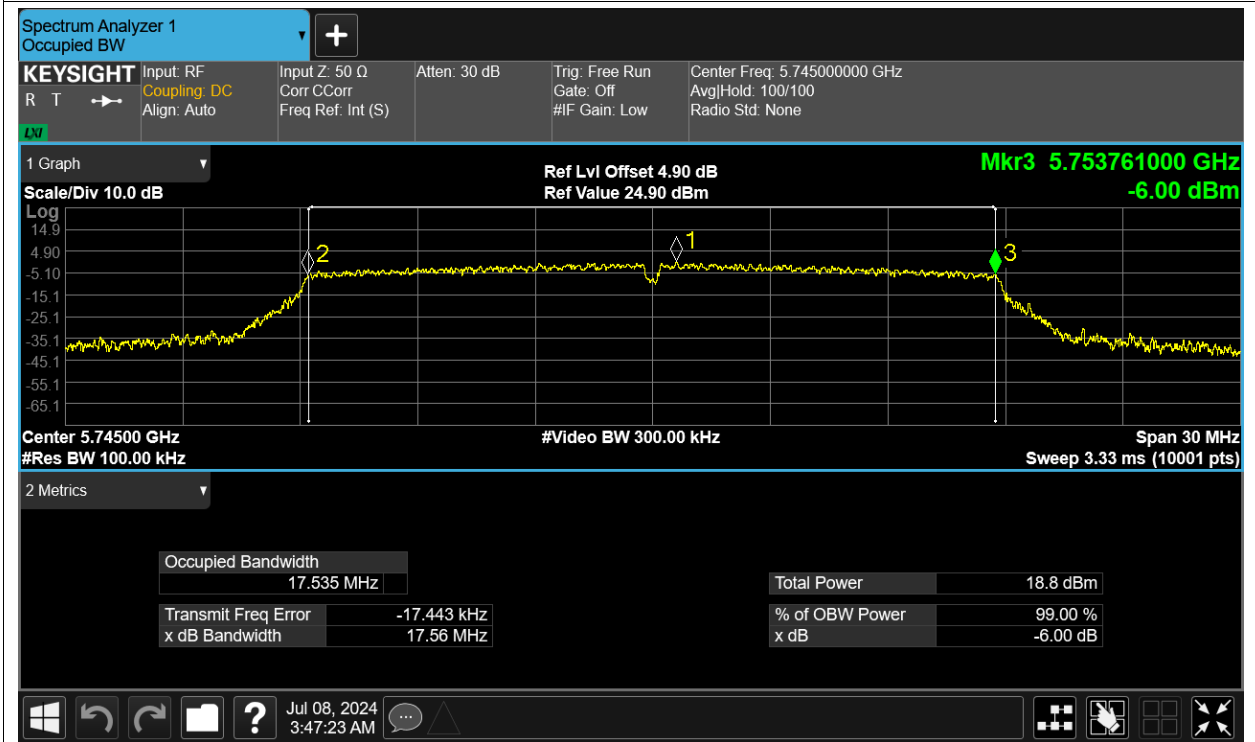 Spectrum Analyzer 1
Occupied BW
KEYSIGHT
R T
LXI
Input: RF
Coupling: DC
Align: Auto
Input Z: 50 Ω
Corr CCorr
Freq Ref: Int (S)
Atten: 30 dB
Trig: Free Run
Gate: Off
#IF Gain: Low
Center Freq: 5.745000000 GHz
Avg|Hold: 100/100
Radio Std: None
1 Graph
Scale/Div 10.0 dB
Ref Lvl Offset 4.90 dB
Ref Value 24.90 dBm
Mkr3 5.753761000 GHz
-6.00 dBm
Log
14.9
4.90
-5.10
-15.1
-25.1
-35.1
-45.1
-55.1
-65.1
2
1
3
Center 5.74500 GHz
#Res BW 100.00 kHz
#Video BW 300.00 kHz
Span 30 MHz
Sweep 3.33 ms (10001 pts)
2 Metrics
Occupied Bandwidth
17.535 MHz
Transmit Freq Error -17.443 kHz
x dB Bandwidth 17.56 MHz
Total Power 18.8 dBm
% of OBW Power 99.00 %
x dB -6.00 dB
?
Jul 08, 2024
3:47:23 AM